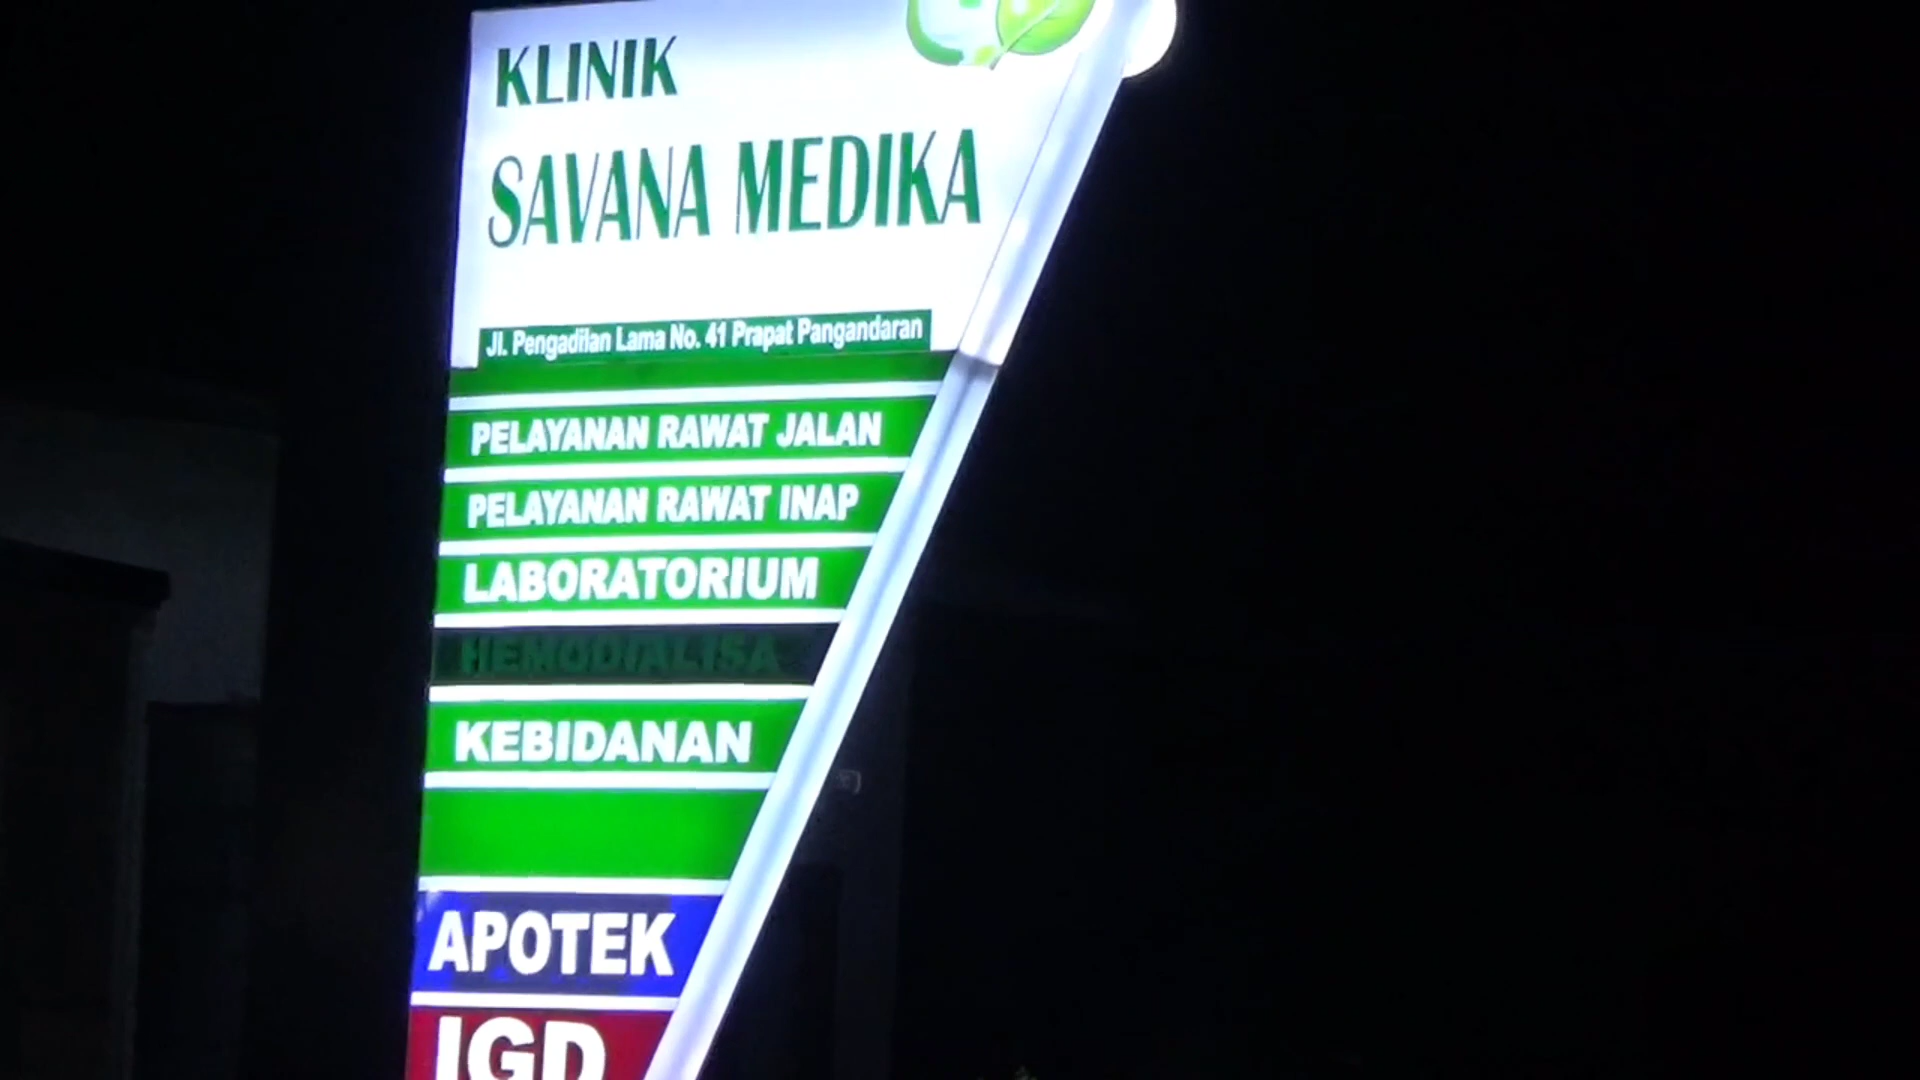 KLINIK
SAVANA MEDIKA
Jl. Pengadilan Lama No. 41 Prapat Pangandaran
PELAYANAN RAWAT JALAN
PELAYANAN RAWAT INAP
LABORATORIUM
HEMODIALISA
KEBIDANAN
APOTEK
IGD